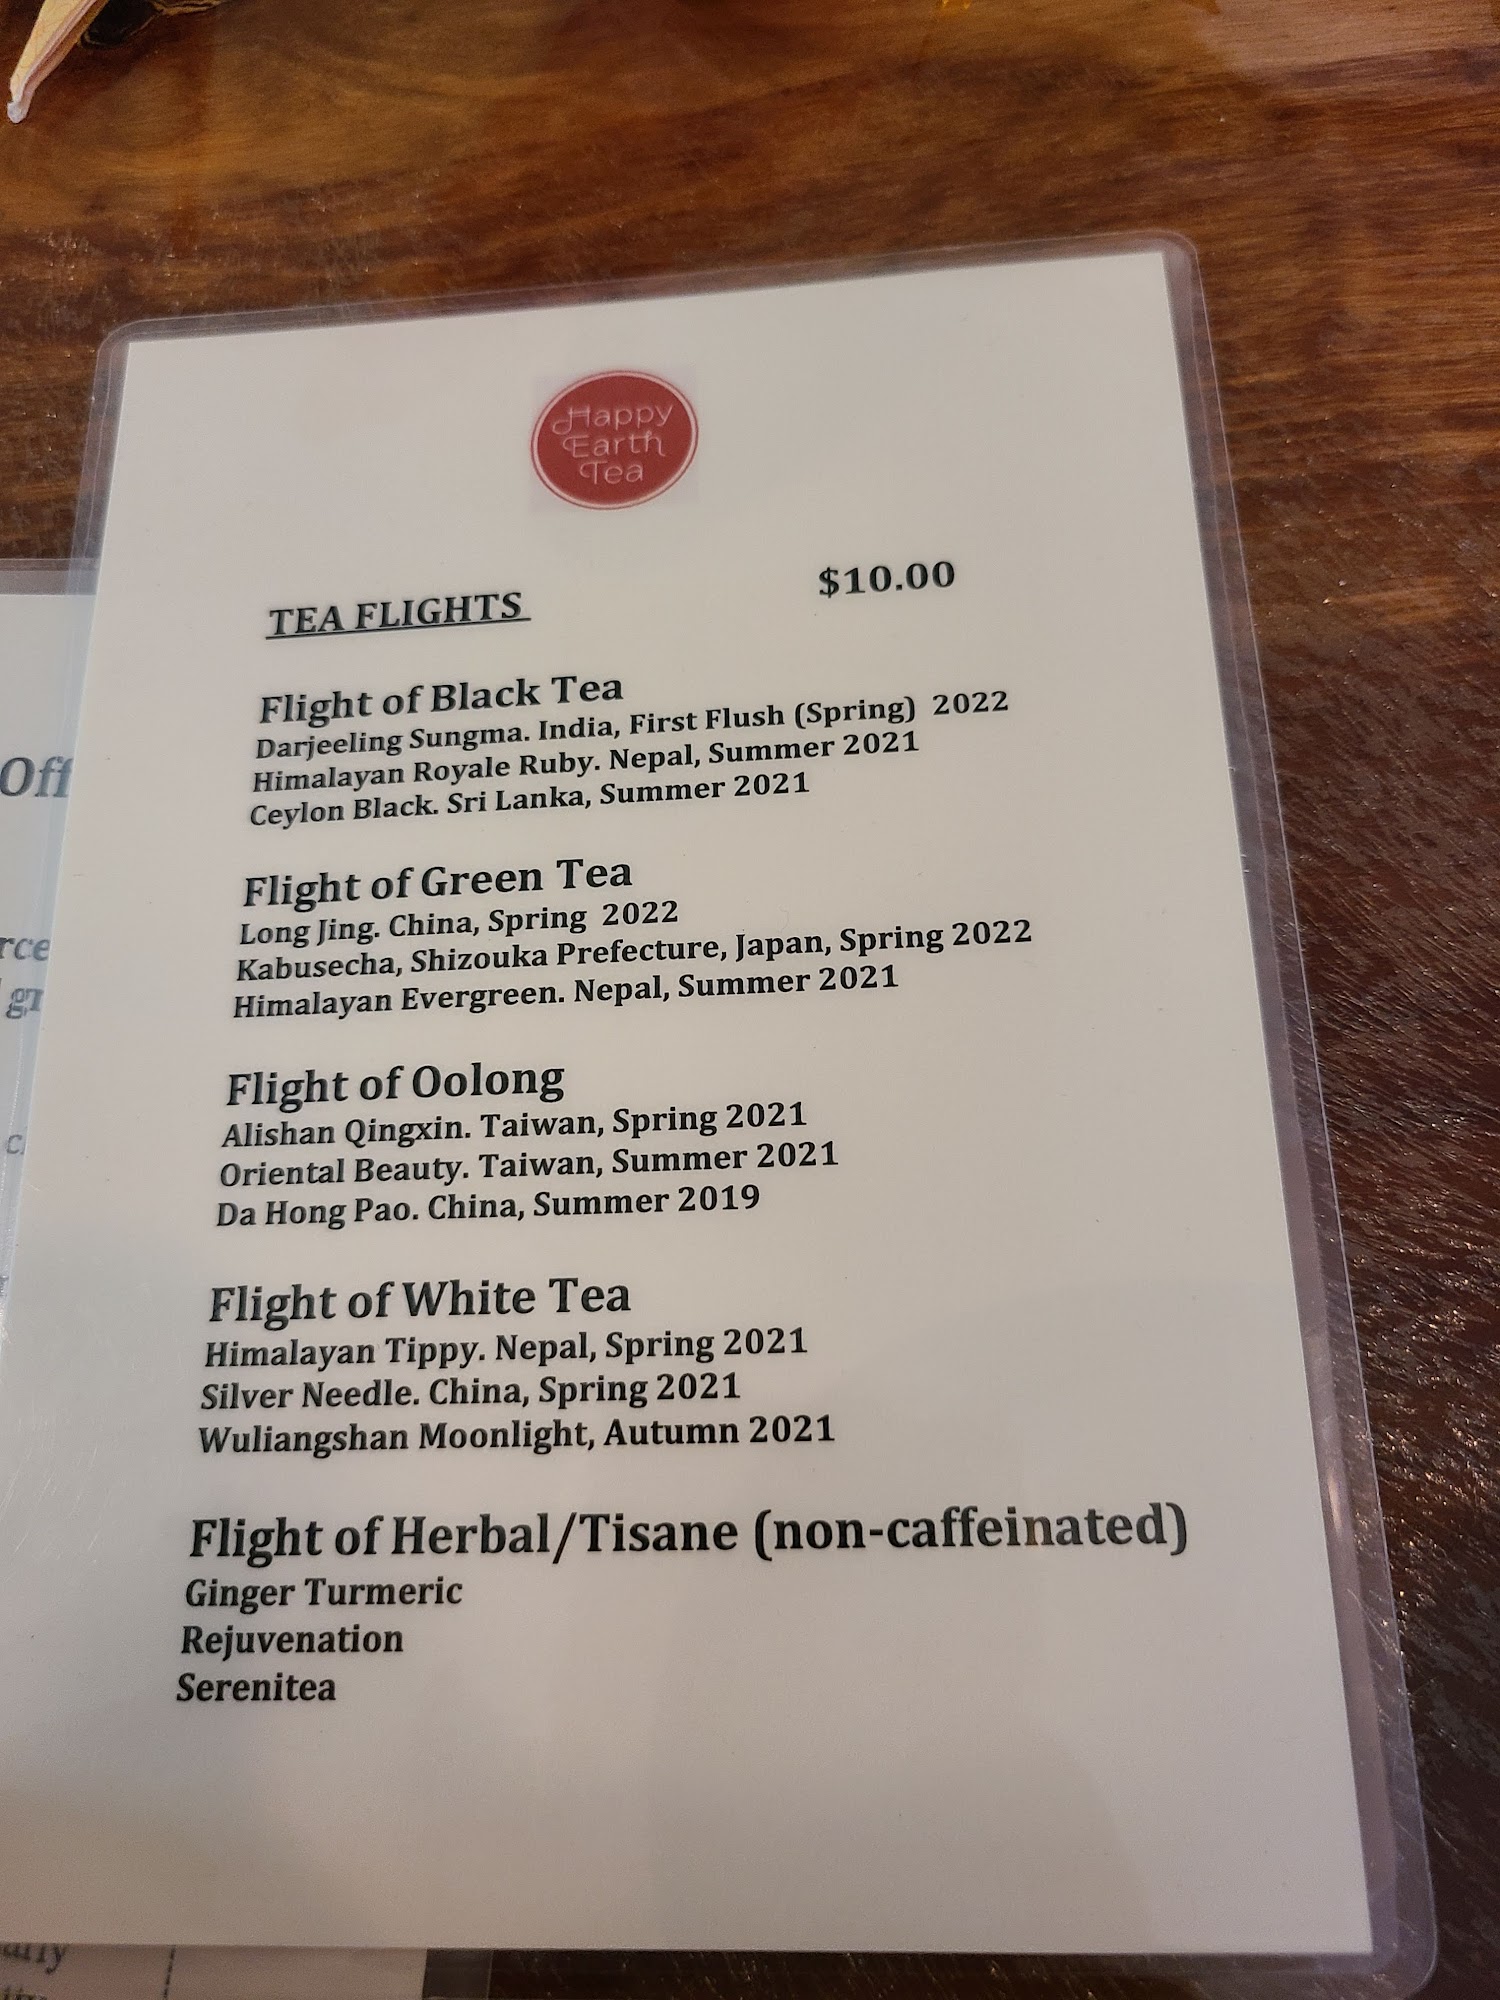 Happy
Earth
Tea
TEA FLIGHTS $10.00
Flight of Black Tea
Darjeeling Sungma. India, First Flush (Spring) 2022
Himalayan Royale Ruby. Nepal, Summer 2021
Ceylon Black. Sri Lanka, Summer 2021
Flight of Green Tea
Long Jing. China, Spring 2022
Kabusecha, Shizouka Prefecture, Japan, Spring 2022
Himalayan Evergreen. Nepal, Summer 2021
Flight of Oolong
Alishan Qingxin. Taiwan, Spring 2021
Oriental Beauty. Taiwan, Summer 2021
Da Hong Pao. China, Summer 2019
Flight of White Tea
Himalayan Tippy. Nepal, Spring 2021
Silver Needle. China, Spring 2021
Wuliangshan Moonlight, Autumn 2021
Flight of Herbal/Tisane (non-caffeinated)
Ginger Turmeric
Rejuvenation
Serenitea